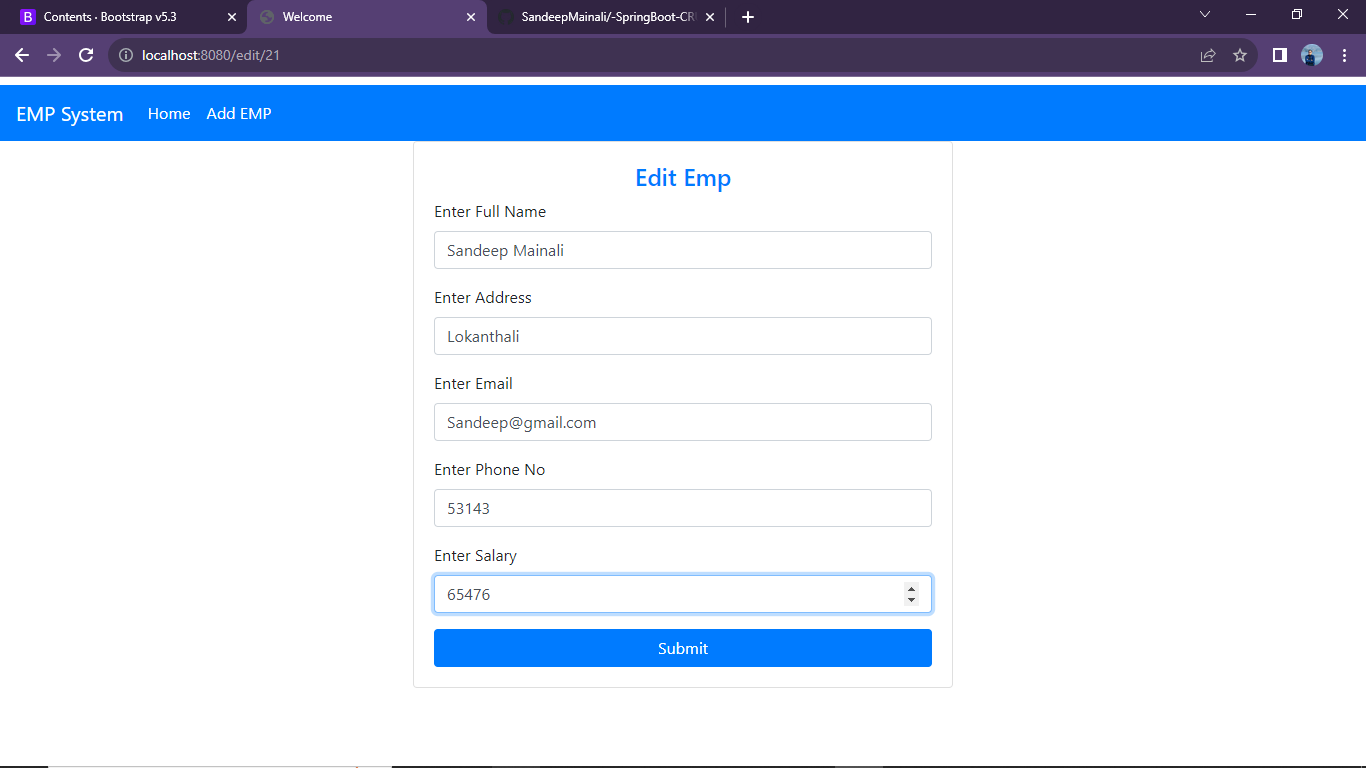 Contents · Bootstrap v5.3
Welcome
SandeepMainali/-SpringBoot-CR
localhost:8080/edit/21
EMP System Home Add EMP
Edit Emp
Enter Full Name
Sandeep Mainali
Enter Address
Lokanthali
Enter Email
Sandeep@gmail.com
Enter Phone No
53143
Enter Salary
65476
Submit